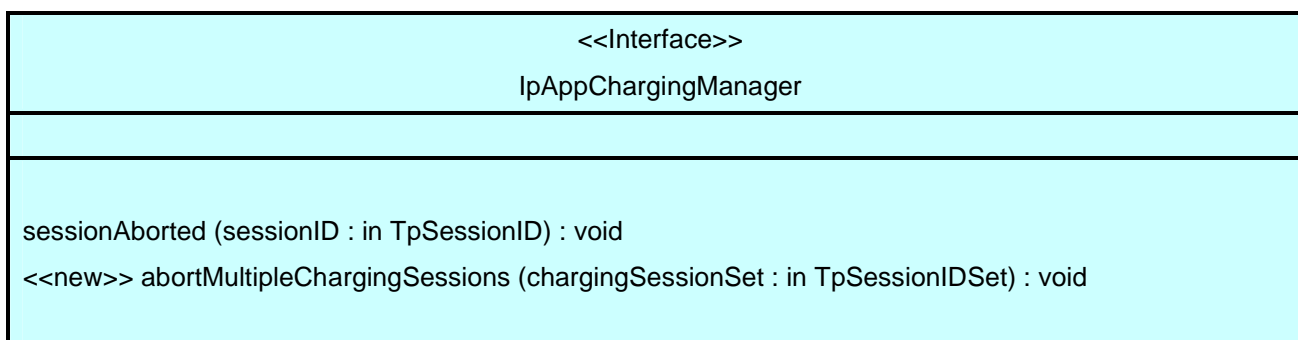 <<Interface>>
IpAppChargingManager
sessionAborted (sessionID : in TpSessionID) : void
<<new>> abortMultipleChargingSessions (chargingSessionSet : in TpSessionIDSet) : void